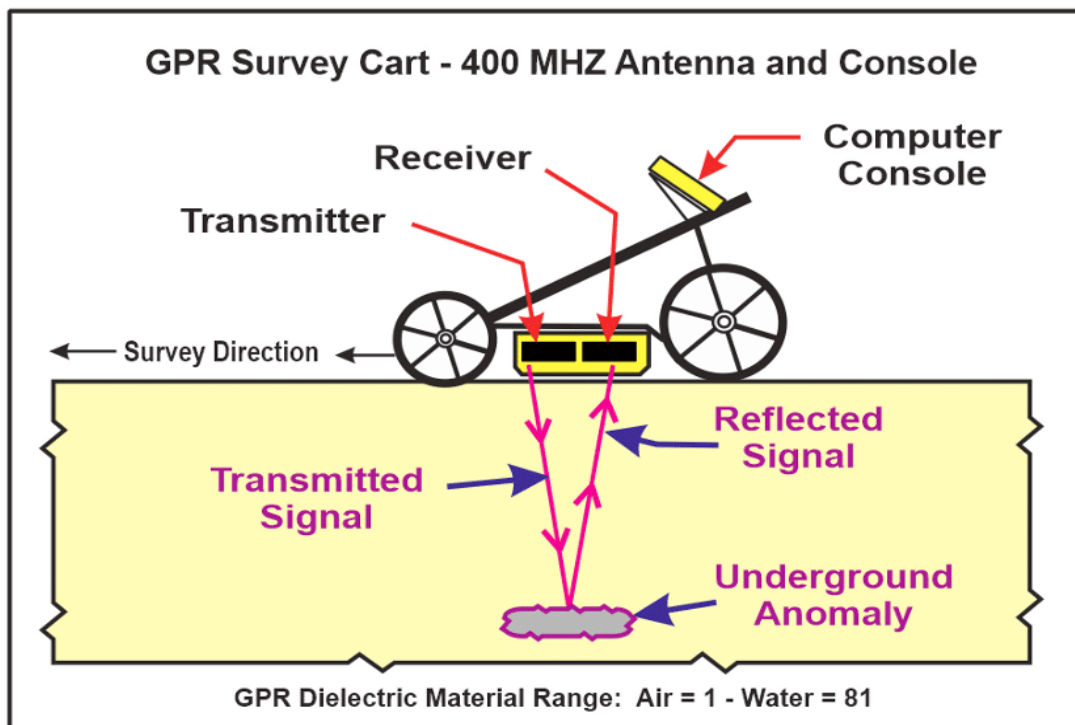 GPR Survey Cart - 400 MHZ Antenna and Console
Computer
Console
Receiver
Transmitter
Survey Direction
Reflected
Signal
Transmitted
Signal
Underground
Anomaly
GPR Dielectric Material Range: Air = 1 - Water = 81